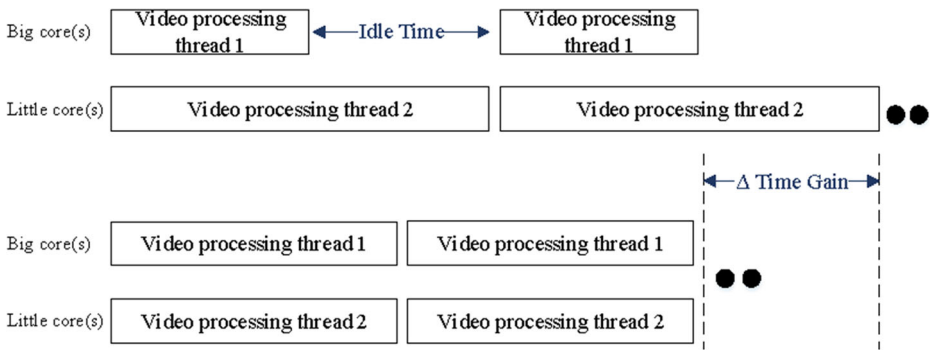 Big core(s)
Video processing
thread 1
Idle Time
Video processing
thread 1
Little core(s)
Video processing thread 2
Video processing thread 2
Δ Time Gain
Big core(s)
Video processing thread 1
Video processing thread 1
Little core(s)
Video processing thread 2
Video processing thread 2